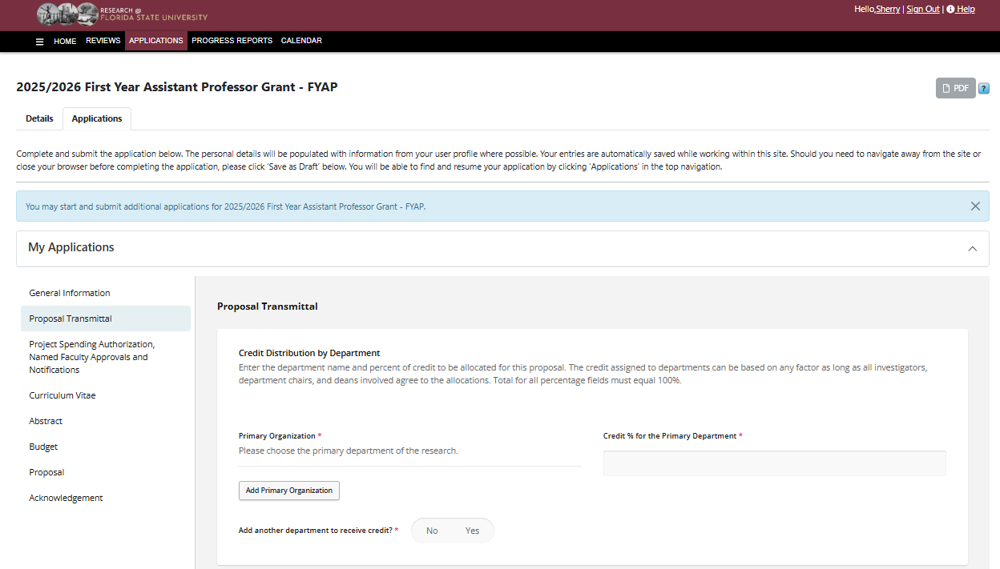 RESEARCH @
FLORIDA STATE UNIVERSITY
Hello,Sherry | Sign Out | Help
HOME REVIEWS APPLICATIONS PROGRESS REPORTS CALENDAR
2025/2026 First Year Assistant Professor Grant - FYAP
PDF ?
Details Applications
Complete and submit the application below. The personal details will be populated with information from your user profile where possible. Your entries are automatically saved while working within this site. Should you need to navigate away from the site or
close your browser before completing the application, please click ‘Save as Draft’ below. You will be able to find and resume your application by clicking ‘Applications’ in the top navigation.
You may start and submit additional applications for 2025/2026 First Year Assistant Professor Grant - FYAP.
My Applications
General Information
Proposal Transmittal
Project Spending Authorization,
Named Faculty Approvals and
Notifications
Curriculum Vitae
Abstract
Budget
Proposal
Acknowledgement
Proposal Transmittal
Credit Distribution by Department
Enter the department name and percent of credit to be allocated for this proposal. The credit assigned to departments can be based on any factor as long as all investigators,
department chairs, and deans involved agree to the allocations. Total for all percentage fields must equal 100%.
Primary Organization *
Please choose the primary department of the research.
Credit % for the Primary Department *
Add Primary Organization
Add another department to receive credit? * No Yes